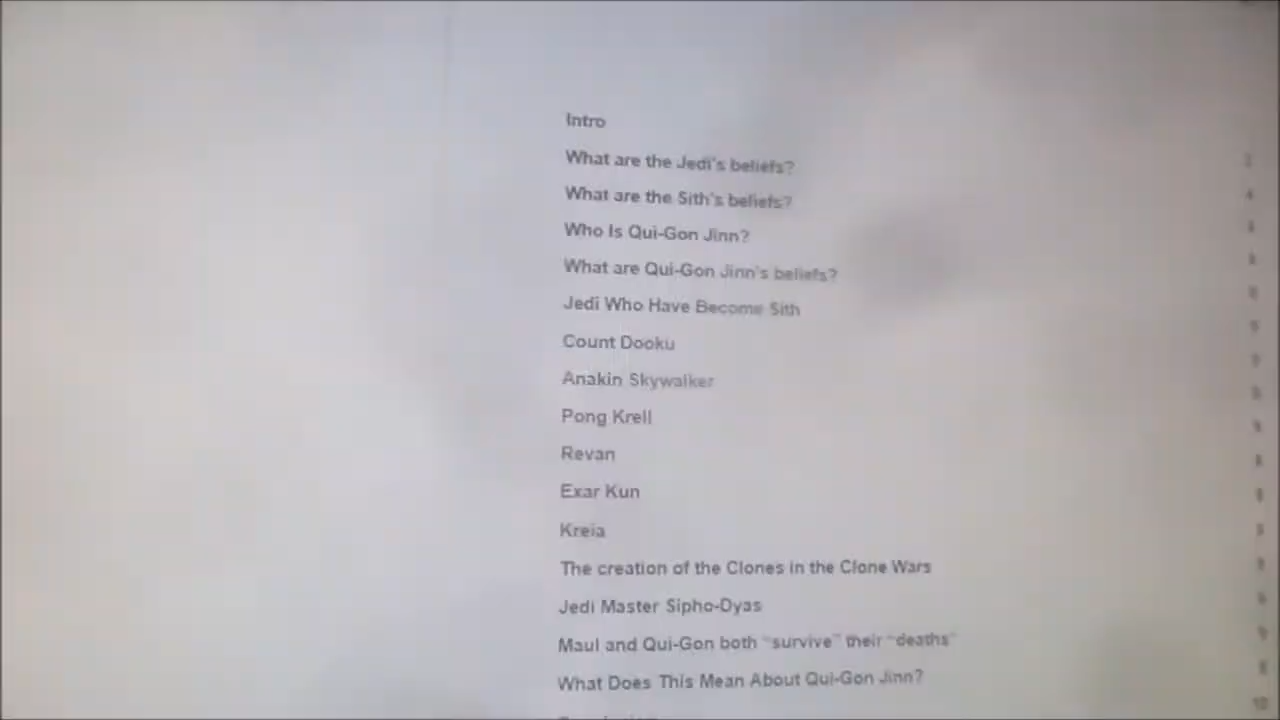 Intro
What are the Jedi's beliefs?
What are the Sith's beliefs?
Who Is Qui-Gon Jinn?
What are Qui-Gon Jinn's beliefs?
Jedi Who Have Become Sith
Count Dooku
Anakin Skywalker
Pong Krell
Revan
Exar Kun
Kreia
The creation of the Clones in the Clone Wars
Jedi Master Sipho-Dyas
Maul and Qui-Gon both "survive" their "deaths"
What Does This Mean About Qui-Gon Jinn?